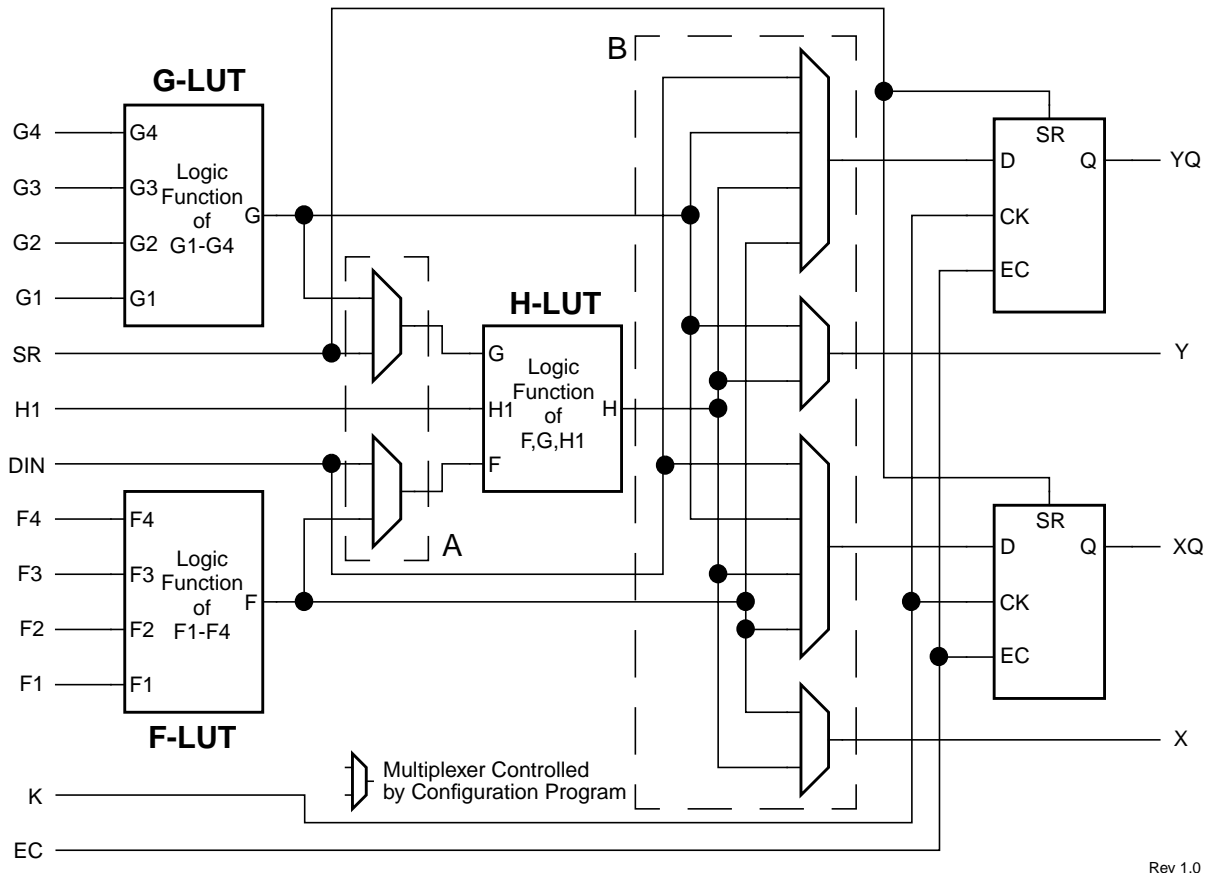 B
G-LUT
G4
G3
G2
G1
G4
G3
G2
G1
Logic
Function
of
G1-G4
G
SR
H1
DIN
H-LUT
G
H1
F
Logic
Function
of
F,G,H1
H
A
F4
F3
F2
F1
F4
F3
F2
F1
Logic
Function
of
F1-F4
F
F-LUT
Multiplexer Controlled
by Configuration Program
K
EC
SR
D
Q
CK
EC
YQ
Y
SR
D
Q
CK
EC
XQ
X
Rev 1.0